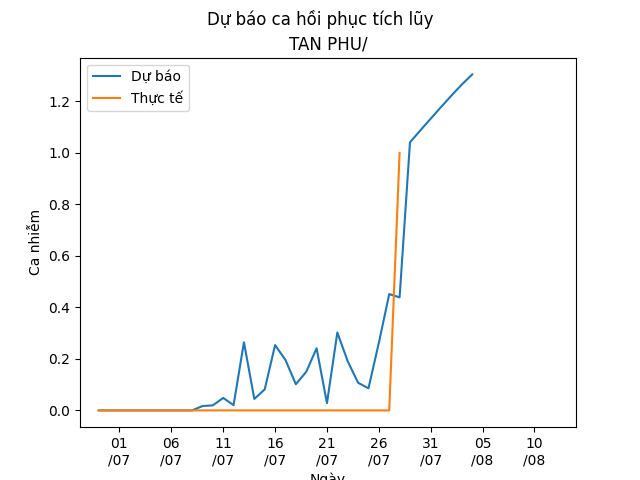 Dự báo ca hồi phục tích lũy
TAN PHU/
Dự báo
Thực tế
Ca nhiễm
1.2
1.0
0.8
0.6
0.4
0.2
0.0
01 06 11 16 21 26 31 05 10
/07 /07 /07 /07 /07 /07 /07 /08 /08
Ngày